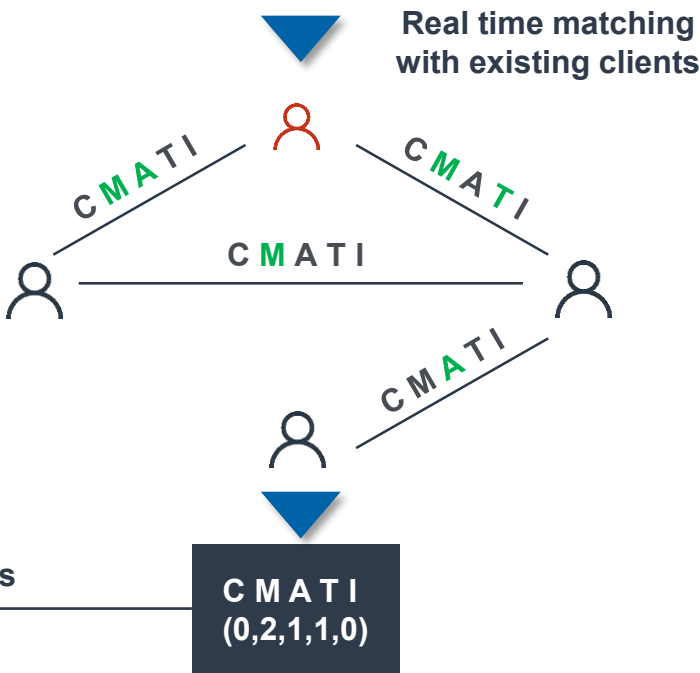 Real time matching
with existing clients
C M A T I
C M A T I
C M A T I
C M A T I
s
C M A T I
(0,2,1,1,0)